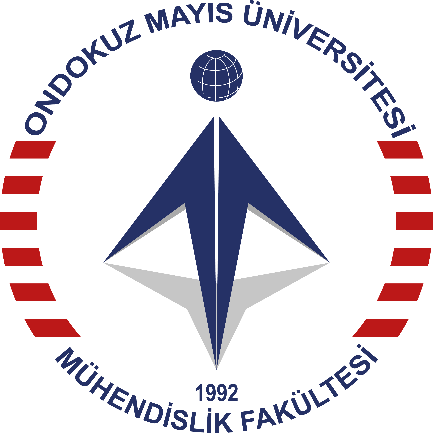 ONDOKUZ MAYIS ÜNİVERSİTESİ
1992
MÜHENDİSLİK FAKÜLTESİ